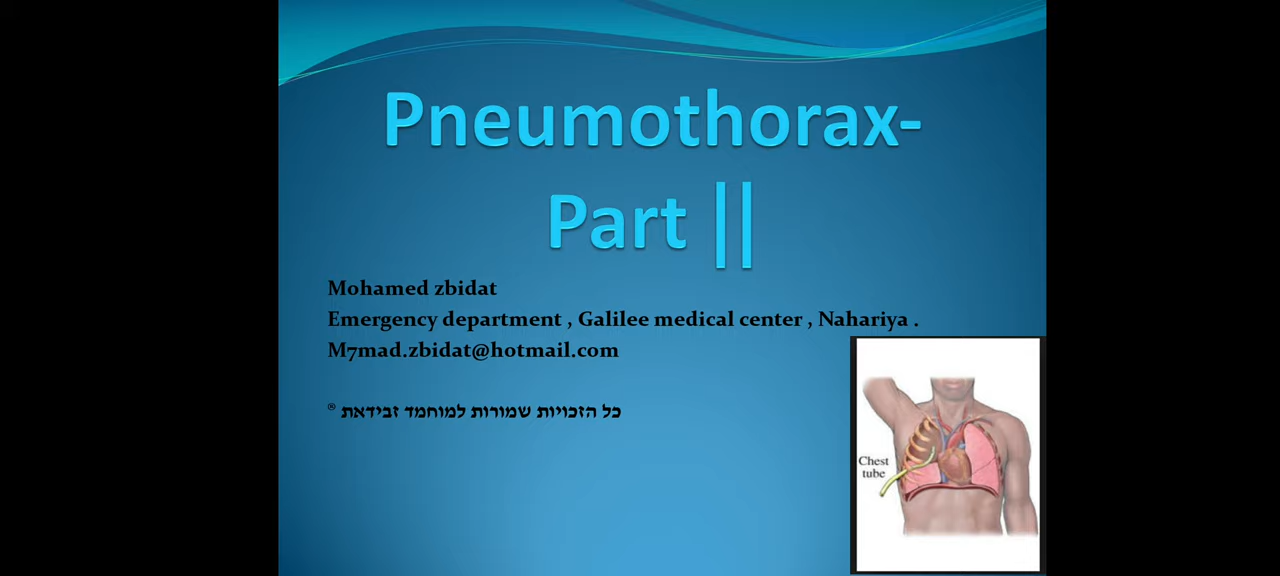 Pneumothorax-
Part ||
Mohamed zbidat
Emergency department , Galilee medical center , Nahariya .
M7mad.zbidat@hotmail.com
כל הזכויות שמורות למוחמד זבידאת ®
Chest
tube